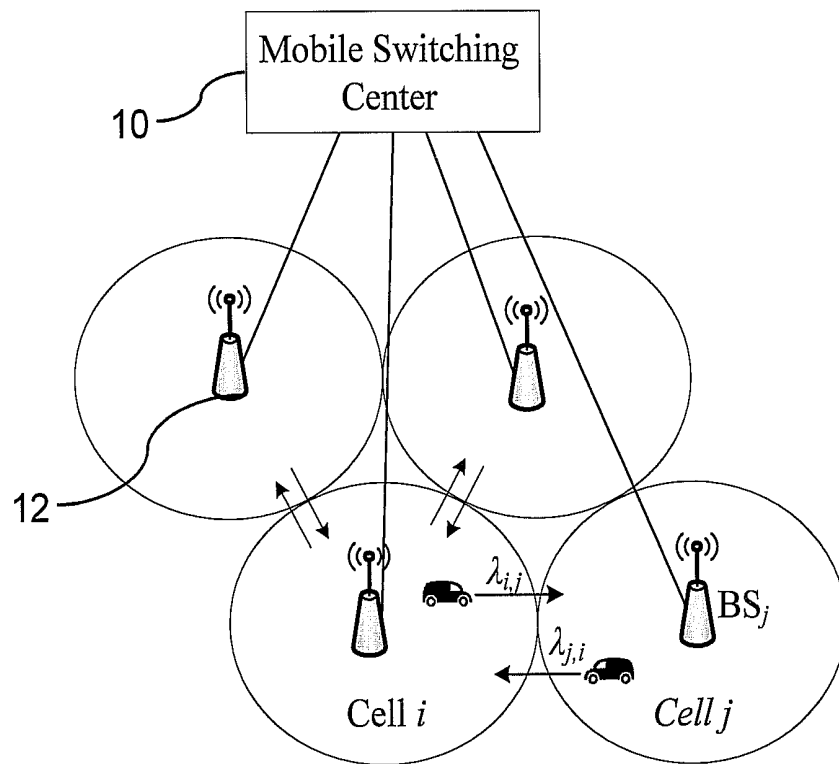 Mobile Switching
Center
10
12
λi,j
BSj
λj,i
Cell i
Cell j